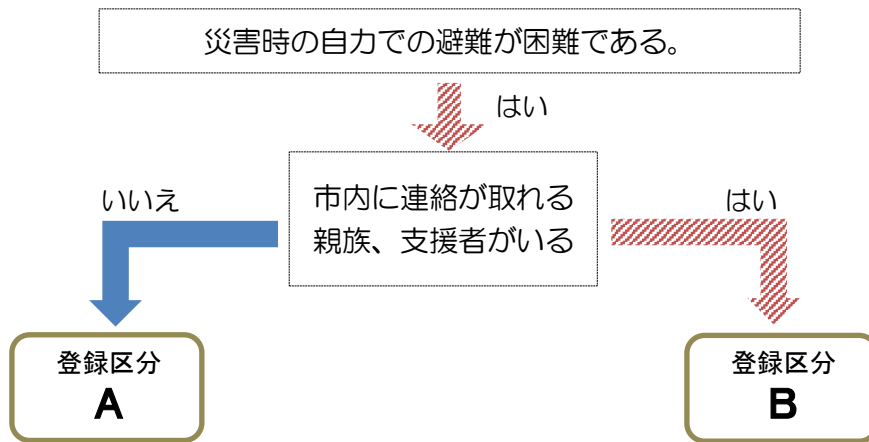 災害時の自力での避難が困難である。
はい
いいえ
市内に連絡が取れる
親族、支援者がいる
はい
登録区分
A
登録区分
B